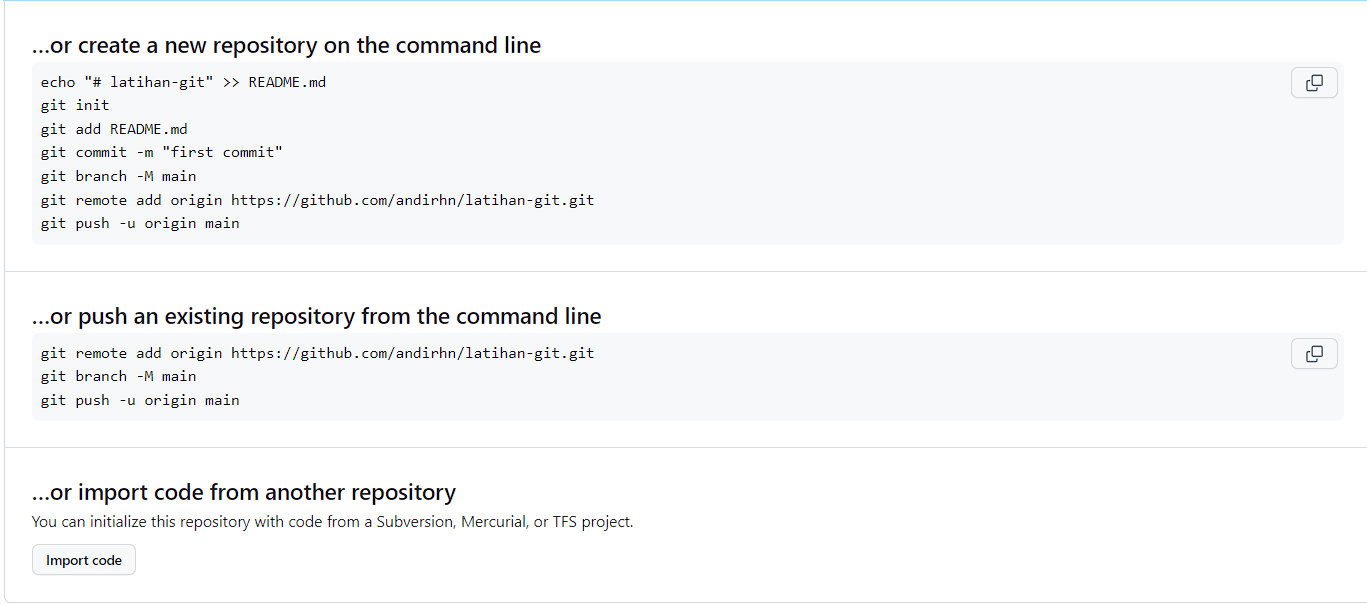 ...or create a new repository on the command line
echo "# latihan-git" >> README.md
git init
git add README.md
git commit -m "first commit"
git branch -M main
git remote add origin https://github.com/andirhn/latihan-git.git
git push -u origin main
...or push an existing repository from the command line
git remote add origin https://github.com/andirhn/latihan-git.git
git branch -M main
git push -u origin main
...or import code from another repository
You can initialize this repository with code from a Subversion, Mercurial, or TFS project.
Import code